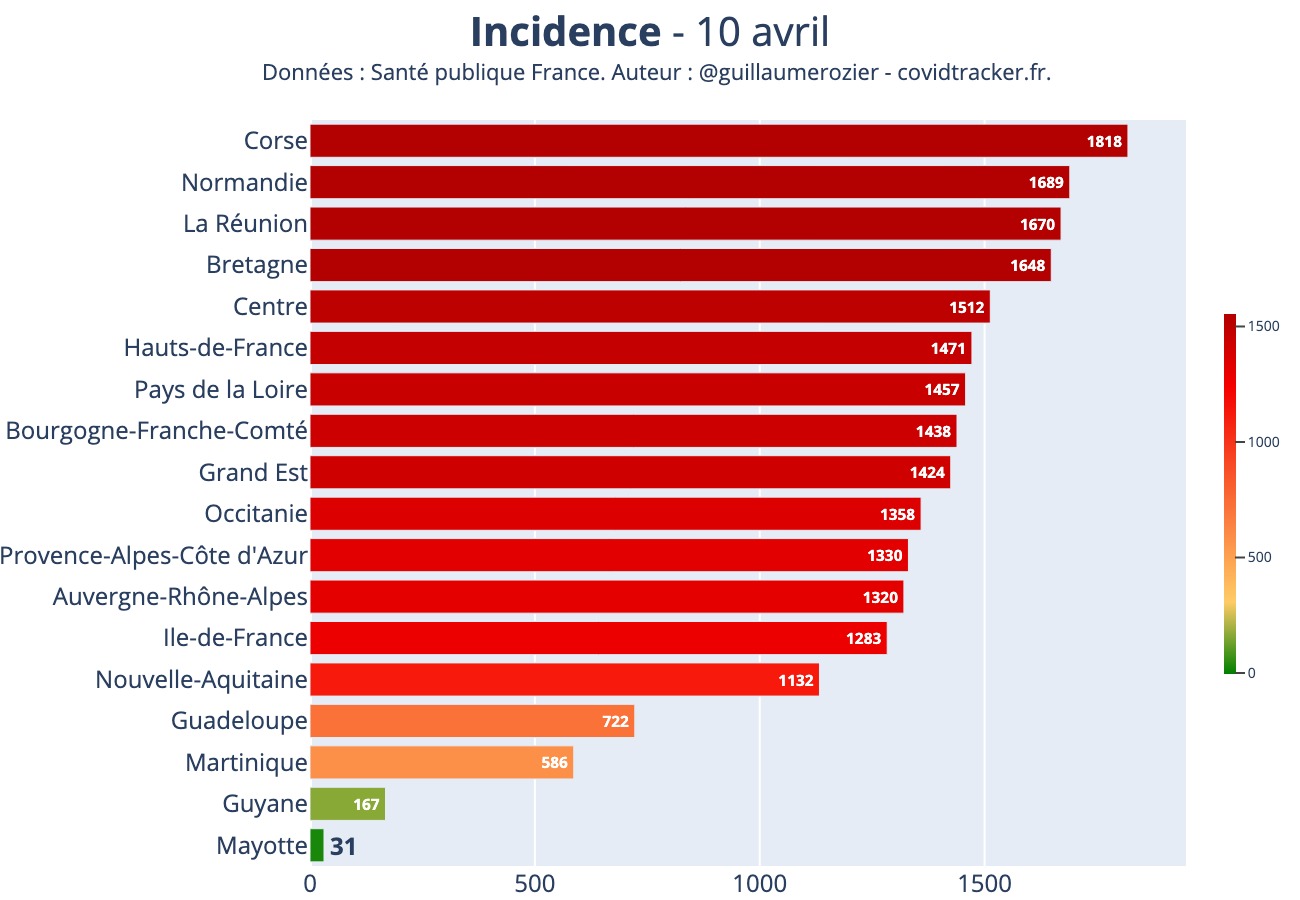 Incidence - 10 avril
Données : Santé publique France. Auteur : @guillaumerozier - covidtracker.fr.
Corse 1818
Normandie 1689
La Réunion 1670
Bretagne 1648
Centre 1512
Hauts-de-France 1471
Pays de la Loire 1457
Bourgogne-Franche-Comté 1438
Grand Est 1424
Occitanie 1358
Provence-Alpes-Côte d'Azur 1330
Auvergne-Rhône-Alpes 1320
Ile-de-France 1283
Nouvelle-Aquitaine 1132
Guadeloupe 722
Martinique 586
Guyane 167
Mayotte 31
0 500 1000 1500
1500
1000
500
0